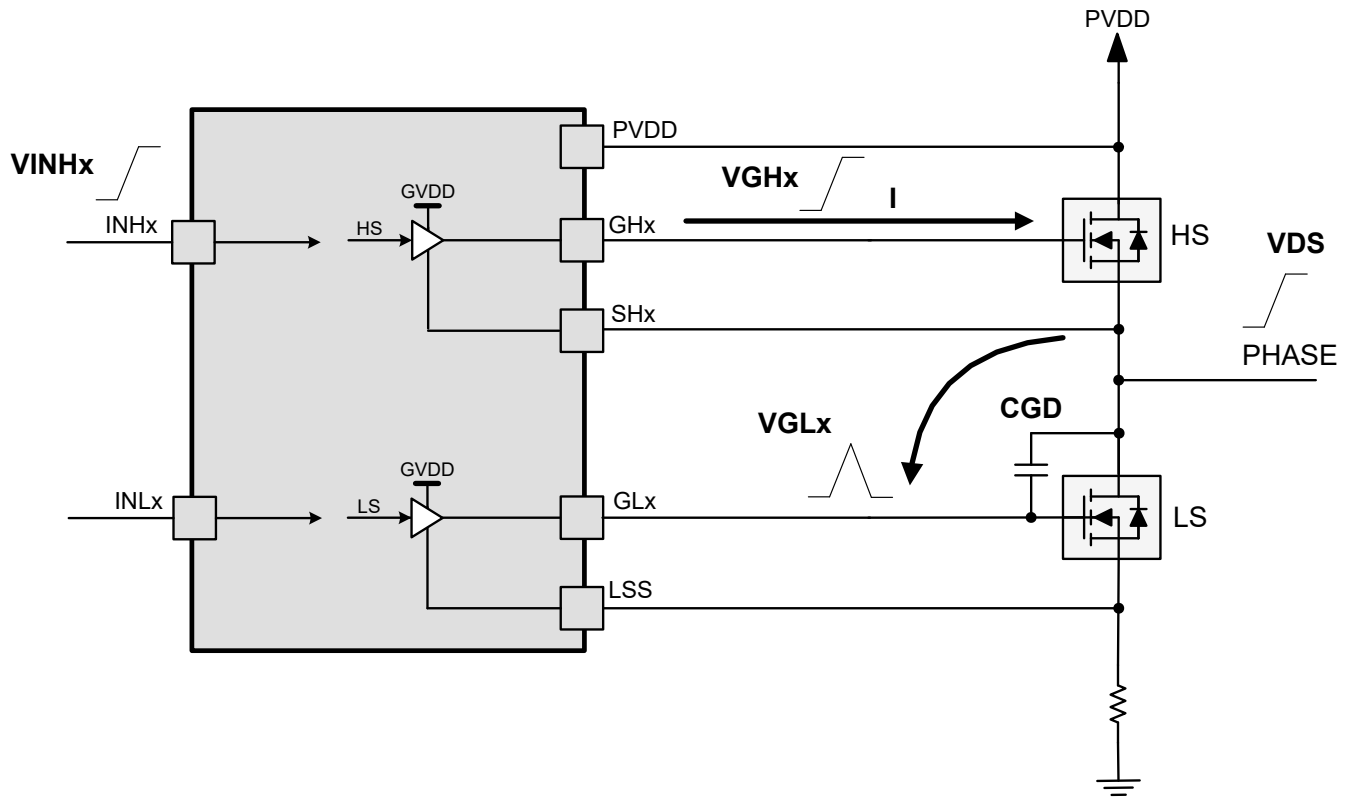 PVDD
PVDD
VINHx
VGHx
GVDD
I
INHx
HS
GHx
HS
VDS
SHx
PHASE
CGD
VGLx
GVDD
INLx
LS
GLx
LS
LSS